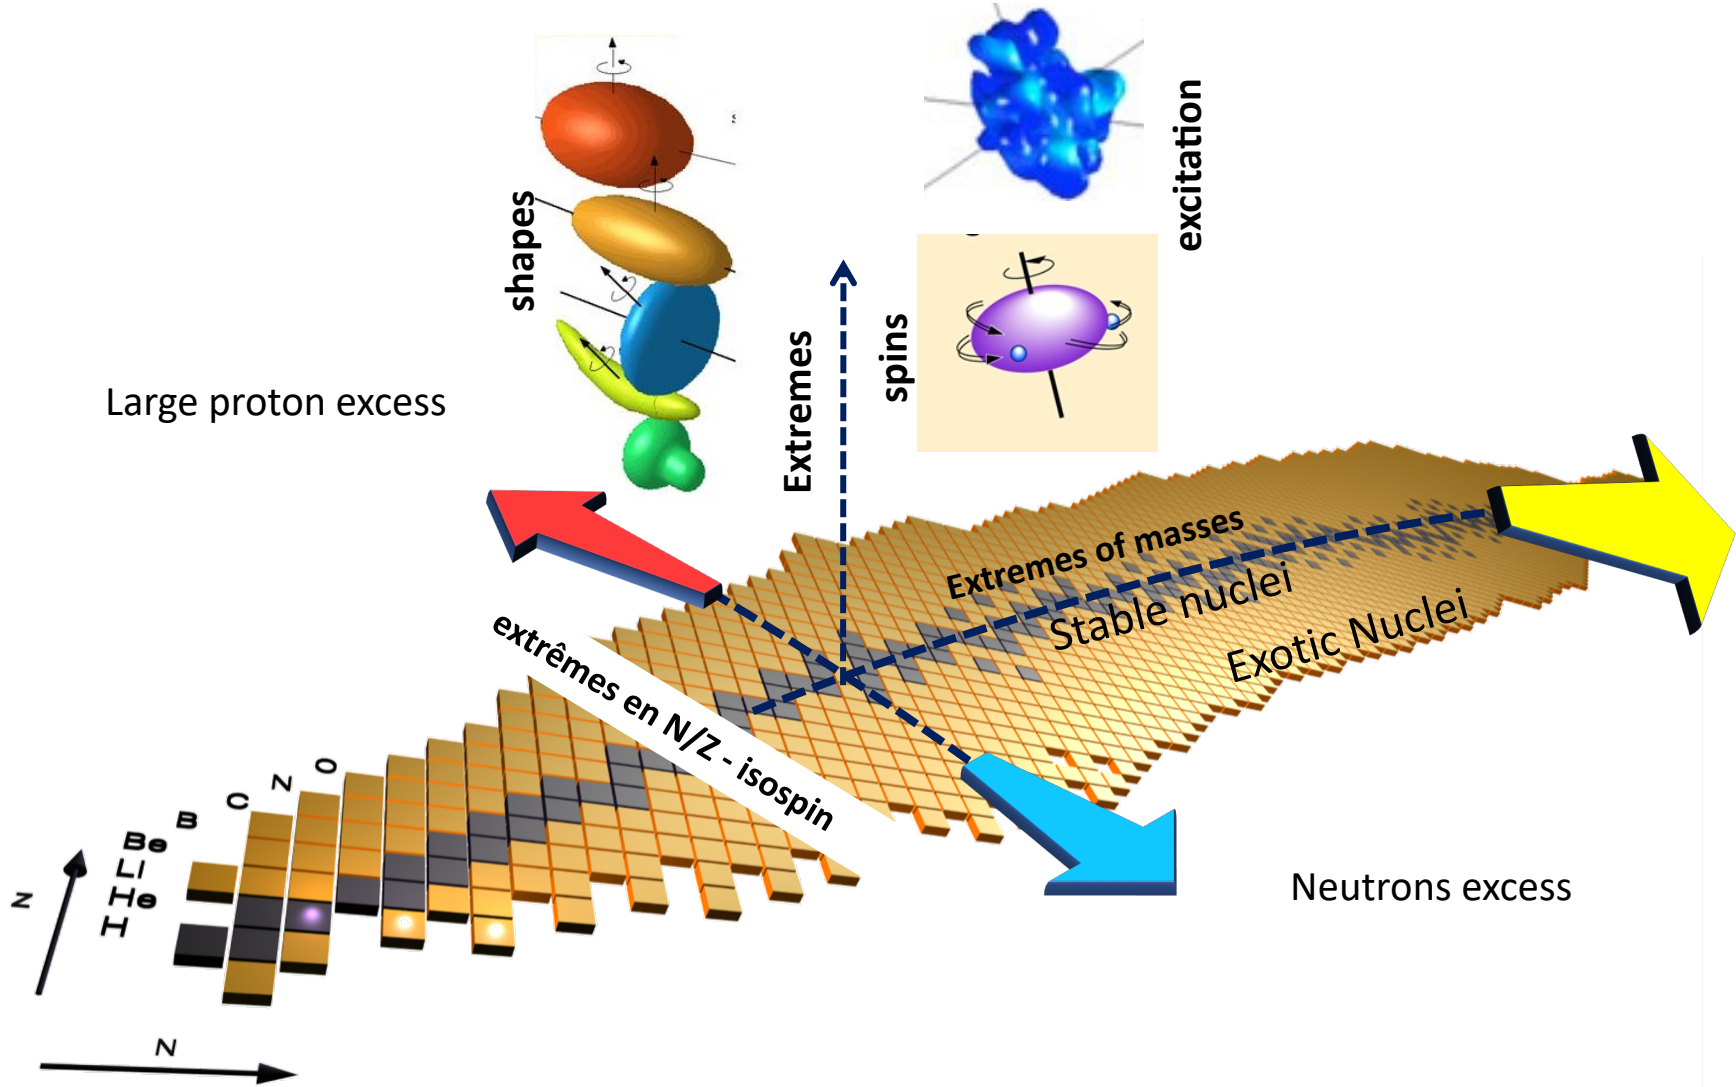 excitation
shapes
spins
Extremes
Large proton excess
Extremes of masses
Stable nuclei
Exotic Nuclei
extrêmes en N/Z - isospin
O
N
C
B
Be
Li
He
H
Z
N
Neutrons excess